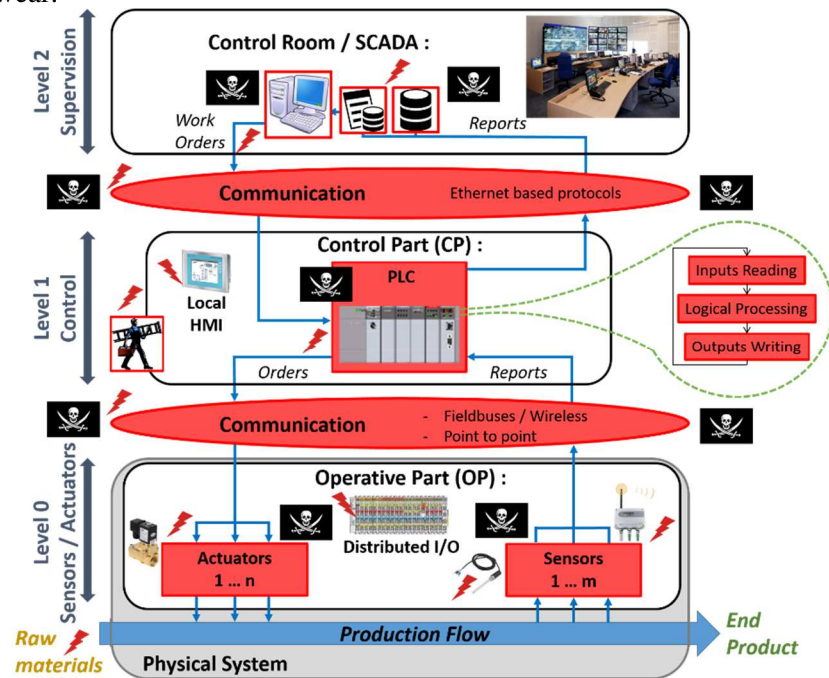 wear.
Level 2
Supervision
Control Room / SCADA :
Work
Orders
Reports
Communication
Ethernet based protocols
Level 1
Control
Control Part (CP) :
PLC
Local
HMI
Inputs Reading
Logical Processing
Outputs Writing
Orders
Reports
Communication
- Fieldbuses / Wireless
- Point to point
Level 0
Sensors / Actuators
Operative Part (OP) :
Distributed I/O
Actuators
1 ... n
Sensors
1 ... m
Raw
materials
Production Flow
End
Product
Physical System